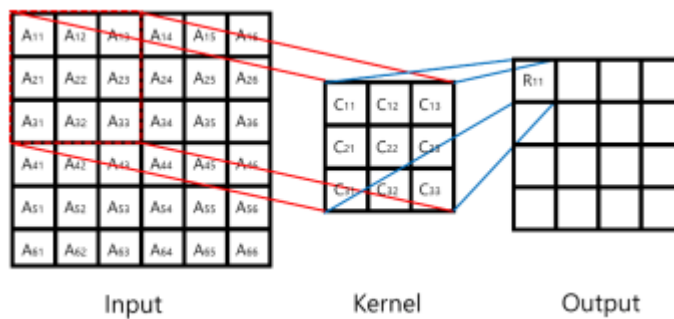 A11 A12 A13 A14 A15 A16
A21 A22 A23 A24 A25 A26
A31 A32 A33 A34 A35 A36
A41 A42 A43 A44 A45 A46
A51 A52 A53 A54 A55 A56
A61 A62 A63 A64 A65 A66
Input
C11 C12 C13
C21 C22 C23
C31 C32 C33
Kernel
R11
Output